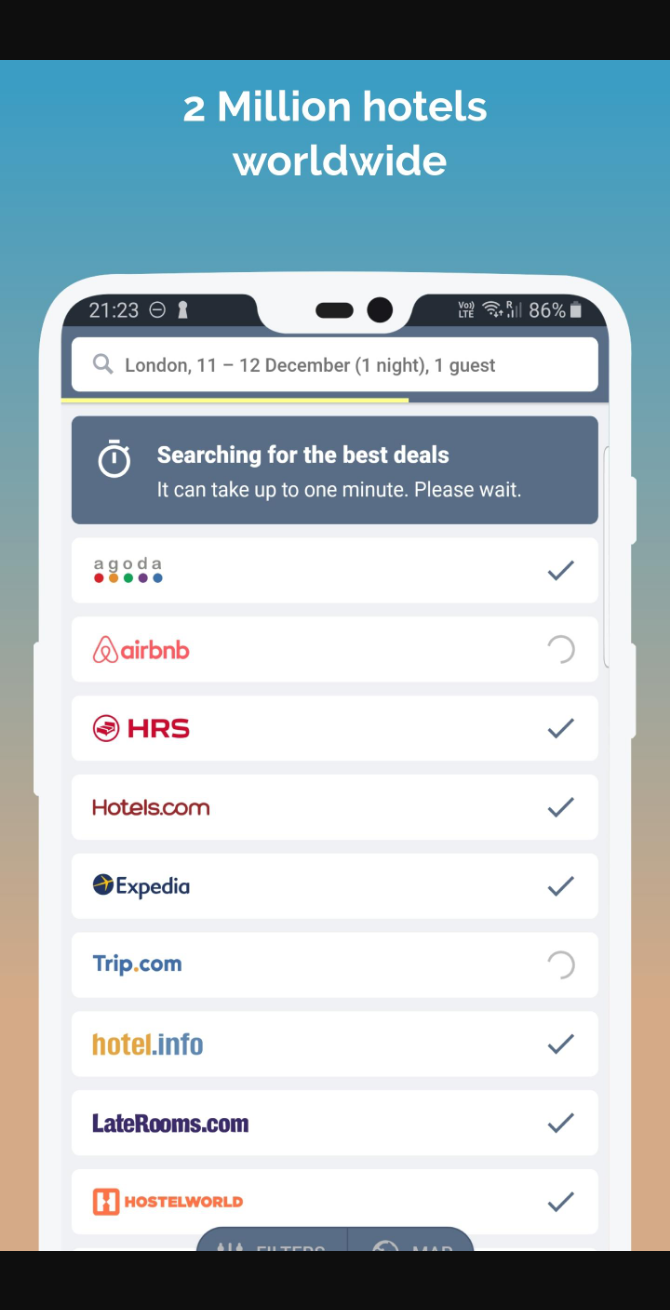 2 Million hotels
worldwide
21:23 Vo)) LTE R 86%
London, 11 – 12 December (1 night), 1 guest
Searching for the best deals
It can take up to one minute. Please wait.
agoda
airbnb
HRS
Hotels.com
Expedia
Trip.com
hotel.info
LateRooms.com
HOSTELWORLD
FILTERS MAP